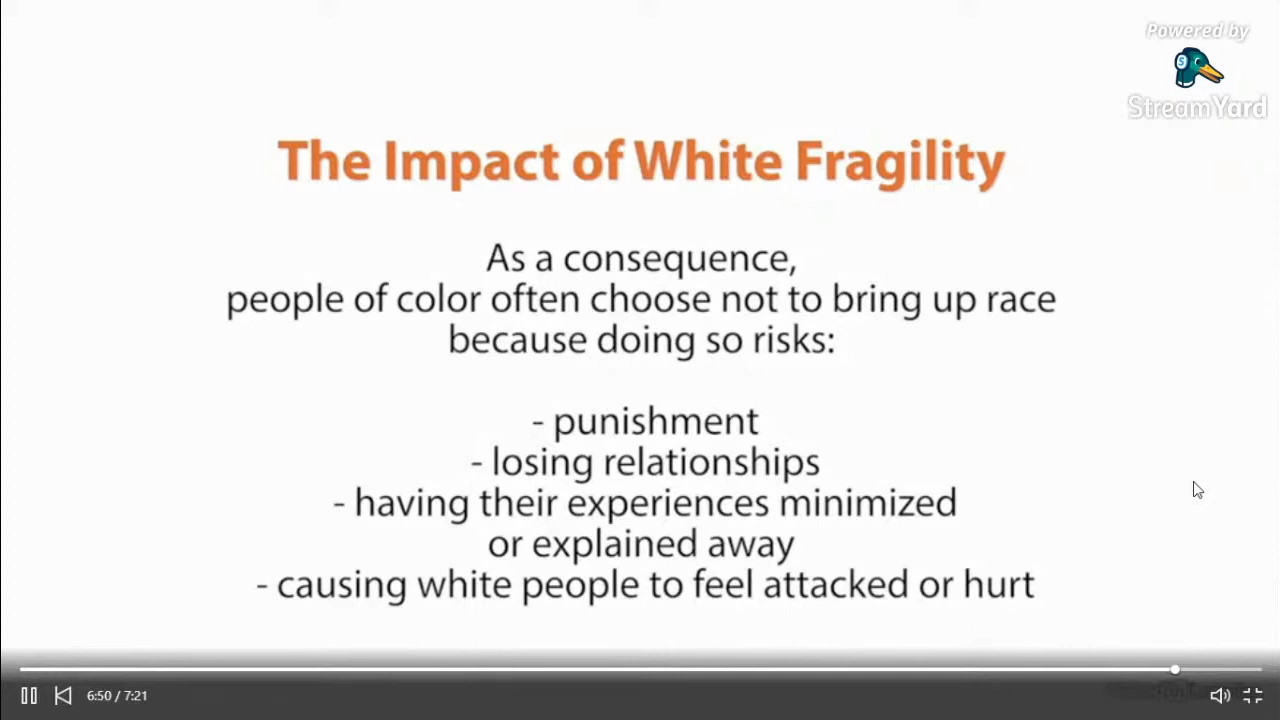 Powered by
StreamYard
The Impact of White Fragility
As a consequence,
people of color often choose not to bring up race
because doing so risks:
- punishment
- losing relationships
- having their experiences minimized
or explained away
- causing white people to feel attacked or hurt
6:50 / 7:21